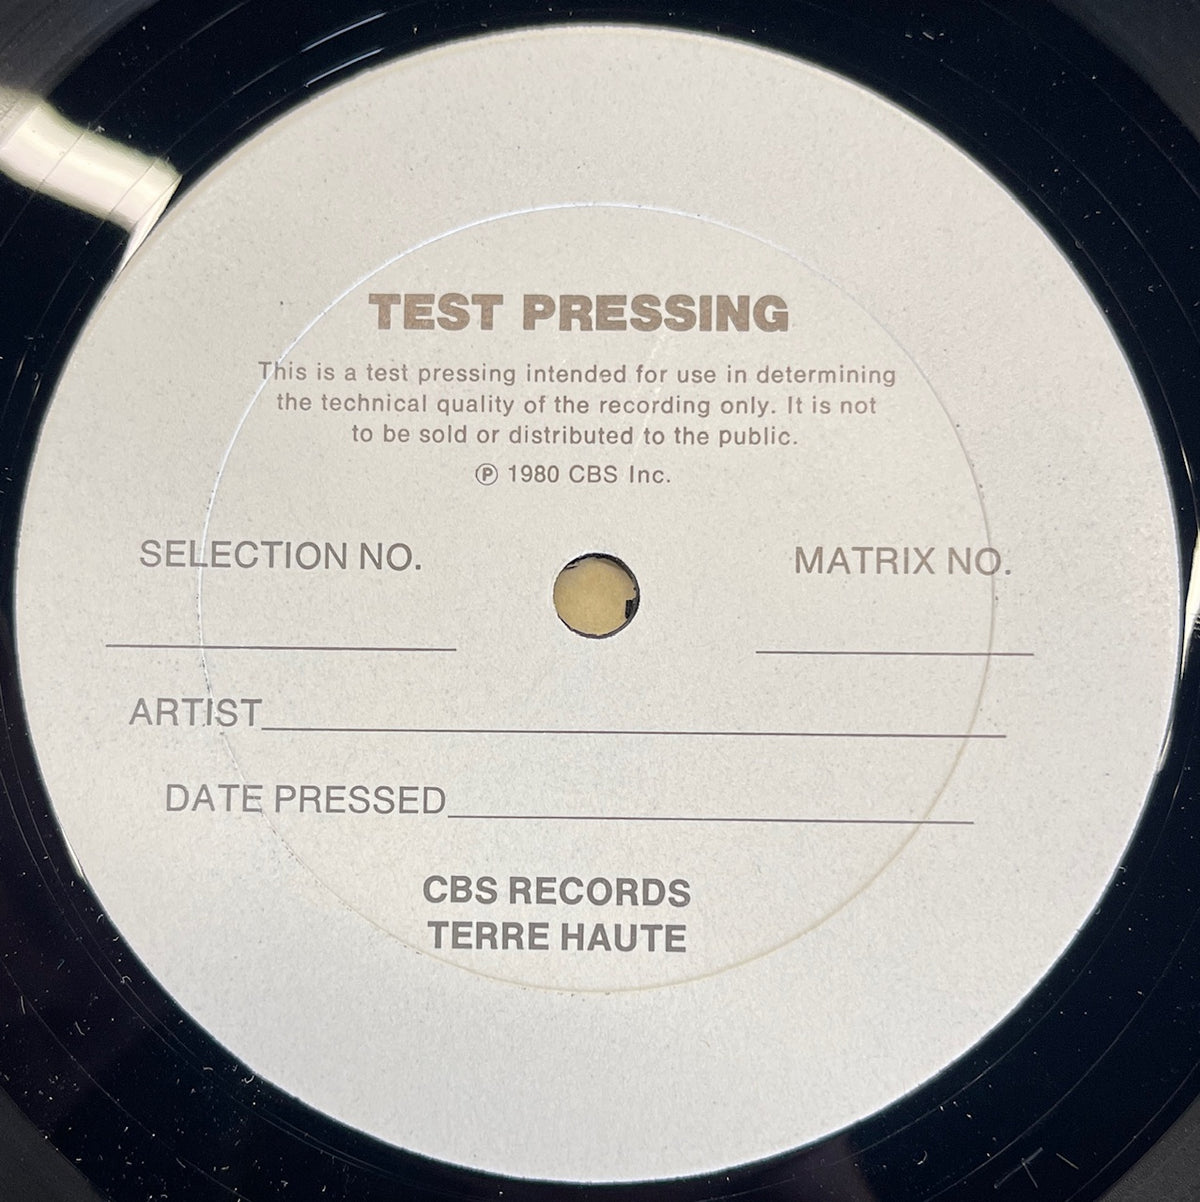 TEST PRESSING
This is a test pressing intended for use in determining
the technical quality of the recording only. It is not
to be sold or distributed to the public.
℗ 1980 CBS Inc.
SELECTION NO. MATRIX NO.
ARTIST
DATE PRESSED
CBS RECORDS
TERRE HAUTE